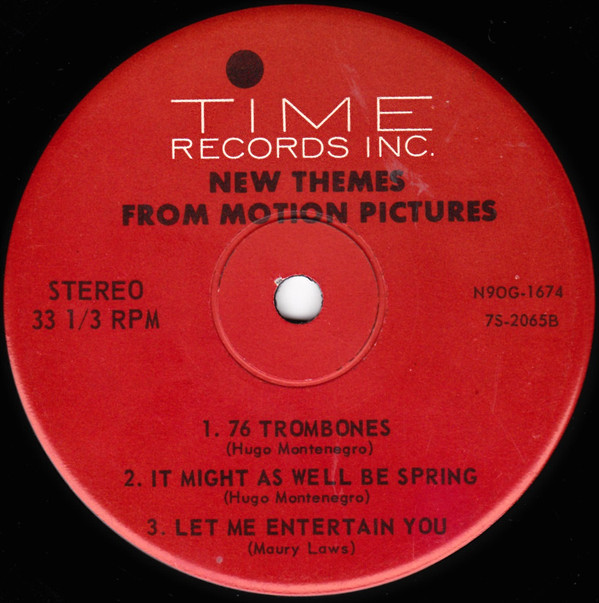 TIME
RECORDS INC.
NEW THEMES
FROM MOTION PICTURES
STEREO
33 1/3 RPM
N9OG-1674
7S-2065B
1. 76 TROMBONES
(Hugo Montenegro)
2. IT MIGHT AS WELL BE SPRING
(Hugo Montenegro)
3. LET ME ENTERTAIN YOU
(Maury Laws)